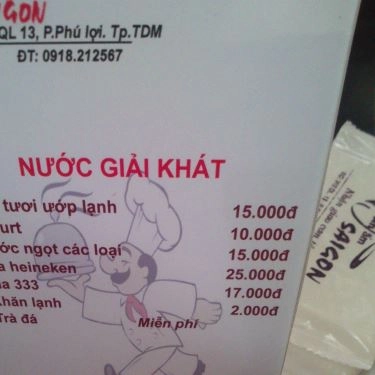 GON
QL 13, P.Phú lợi. Tp.TDM
ĐT: 0918.212567
NƯỚC GIẢI KHÁT
tươi ướp lạnh 15.000đ
urt 10.000đ
ớc ngọt các loại 15.000đ
a heineken 25.000đ
ia 333 17.000đ
Khăn lạnh 2.000đ
Trà đá Miễn phí
SAIGON